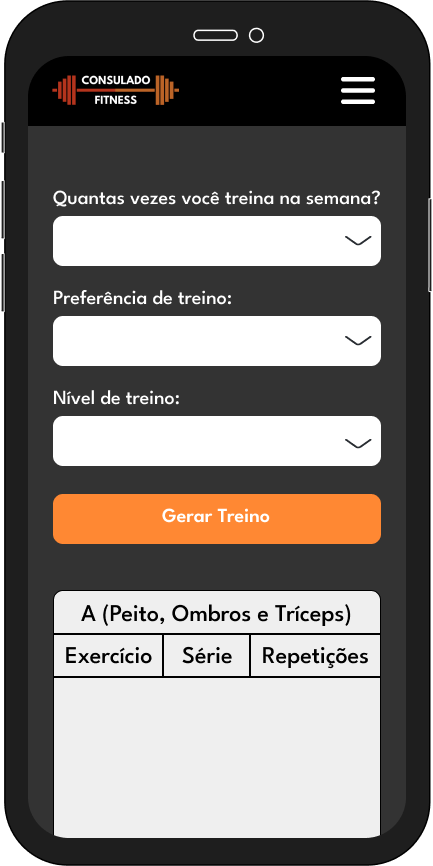 CONSULADO
FITNESS
Quantas vezes você treina na semana?
Preferência de treino:
Nível de treino:
Gerar Treino
A (Peito, Ombros e Tríceps)
Exercício Série Repetições